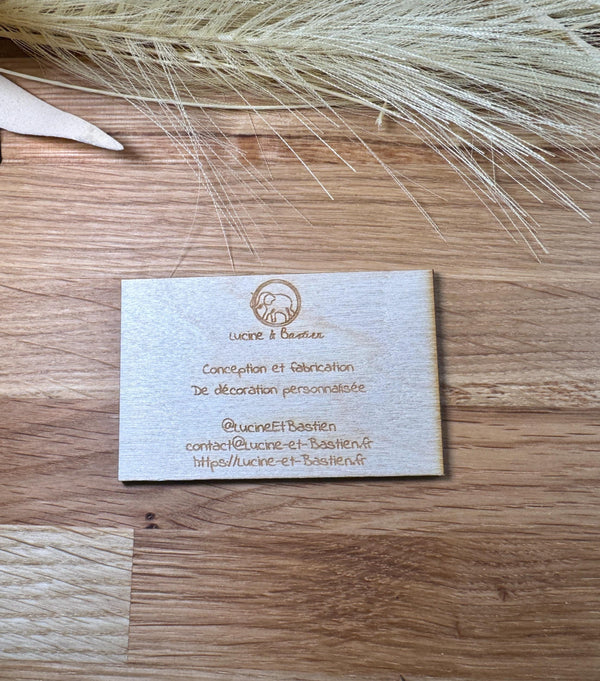 Lucine & Bastien
Conception et fabrication
De décoration personnalisée
@LucineEtBastien
contact@Lucine-et-Bastien.fr
https://Lucine-et-Bastien.fr